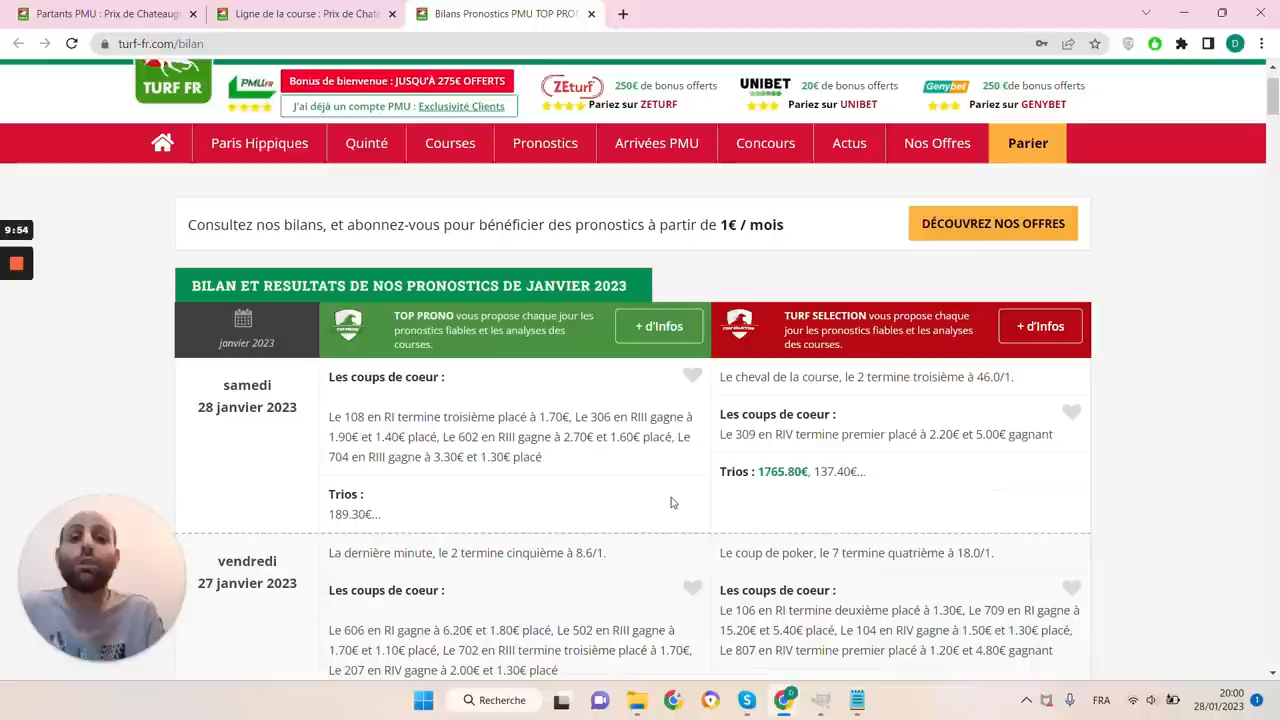 Partants PMU : Prix de Chateaug
Ligne de la course : Prix de Chate
Bilans Pronostics PMU TOP PRO
turf-fr.com/bilan
D
TURF FR
PMU.FR
Bonus de bienvenue : JUSQU'À 275€ OFFERTS
J'ai déjà un compte PMU : Exclusivité Clients
ZEturf
250€ de bonus offerts
Pariez sur ZETURF
UNIBET
20€ de bonus offerts
Pariez sur UNIBET
Genybet
250 €de bonus offerts
Pariez sur GENYBET
Paris Hippiques
Quinté
Courses
Pronostics
Arrivées PMU
Concours
Actus
Nos Offres
Parier
9:54
Consultez nos bilans, et abonnez-vous pour bénéficier des pronostics à partir de 1€ / mois
DÉCOUVREZ NOS OFFRES
BILAN ET RESULTATS DE NOS PRONOSTICS DE JANVIER 2023
janvier 2023
TOP PRONO
TOP PRONO vous propose chaque jour les
pronostics fiables et les analyses des
courses.
+ d'Infos
TURF SELECTION
TURF SELECTION vous propose chaque
jour les pronostics fiables et les analyses
des courses.
+ d'Infos
samedi
28 janvier 2023
Les coups de coeur :
Le 108 en RI termine troisième placé à 1.70€, Le 306 en RIII gagne à
1.90€ et 1.40€ placé, Le 602 en RIII gagne à 2.70€ et 1.60€ placé, Le
704 en RIII gagne à 3.30€ et 1.30€ placé
Trios :
189.30€...
Le cheval de la course, le 2 termine troisième à 46.0/1.
Les coups de coeur :
Le 309 en RIV termine premier placé à 2.20€ et 5.00€ gagnant
Trios : 1765.80€, 137.40€...
vendredi
27 janvier 2023
La dernière minute, le 2 termine cinquième à 8.6/1.
Les coups de coeur :
Le 606 en RI gagne à 6.20€ et 1.80€ placé, Le 502 en RIII gagne à
1.70€ et 1.10€ placé, Le 702 en RIII termine troisième placé à 1.70€,
Le 207 en RIV gagne à 2.00€ et 1.30€ placé
Le coup de poker, le 7 termine quatrième à 18.0/1.
Les coups de coeur :
Le 106 en RI termine deuxième placé à 1.30€, Le 709 en RI gagne à
15.20€ et 5.40€ placé, Le 104 en RIV gagne à 1.50€ et 1.30€ placé,
Le 807 en RIV termine premier placé à 1.20€ et 4.80€ gagnant
Recherche
FRA
20:00
28/01/2023
1